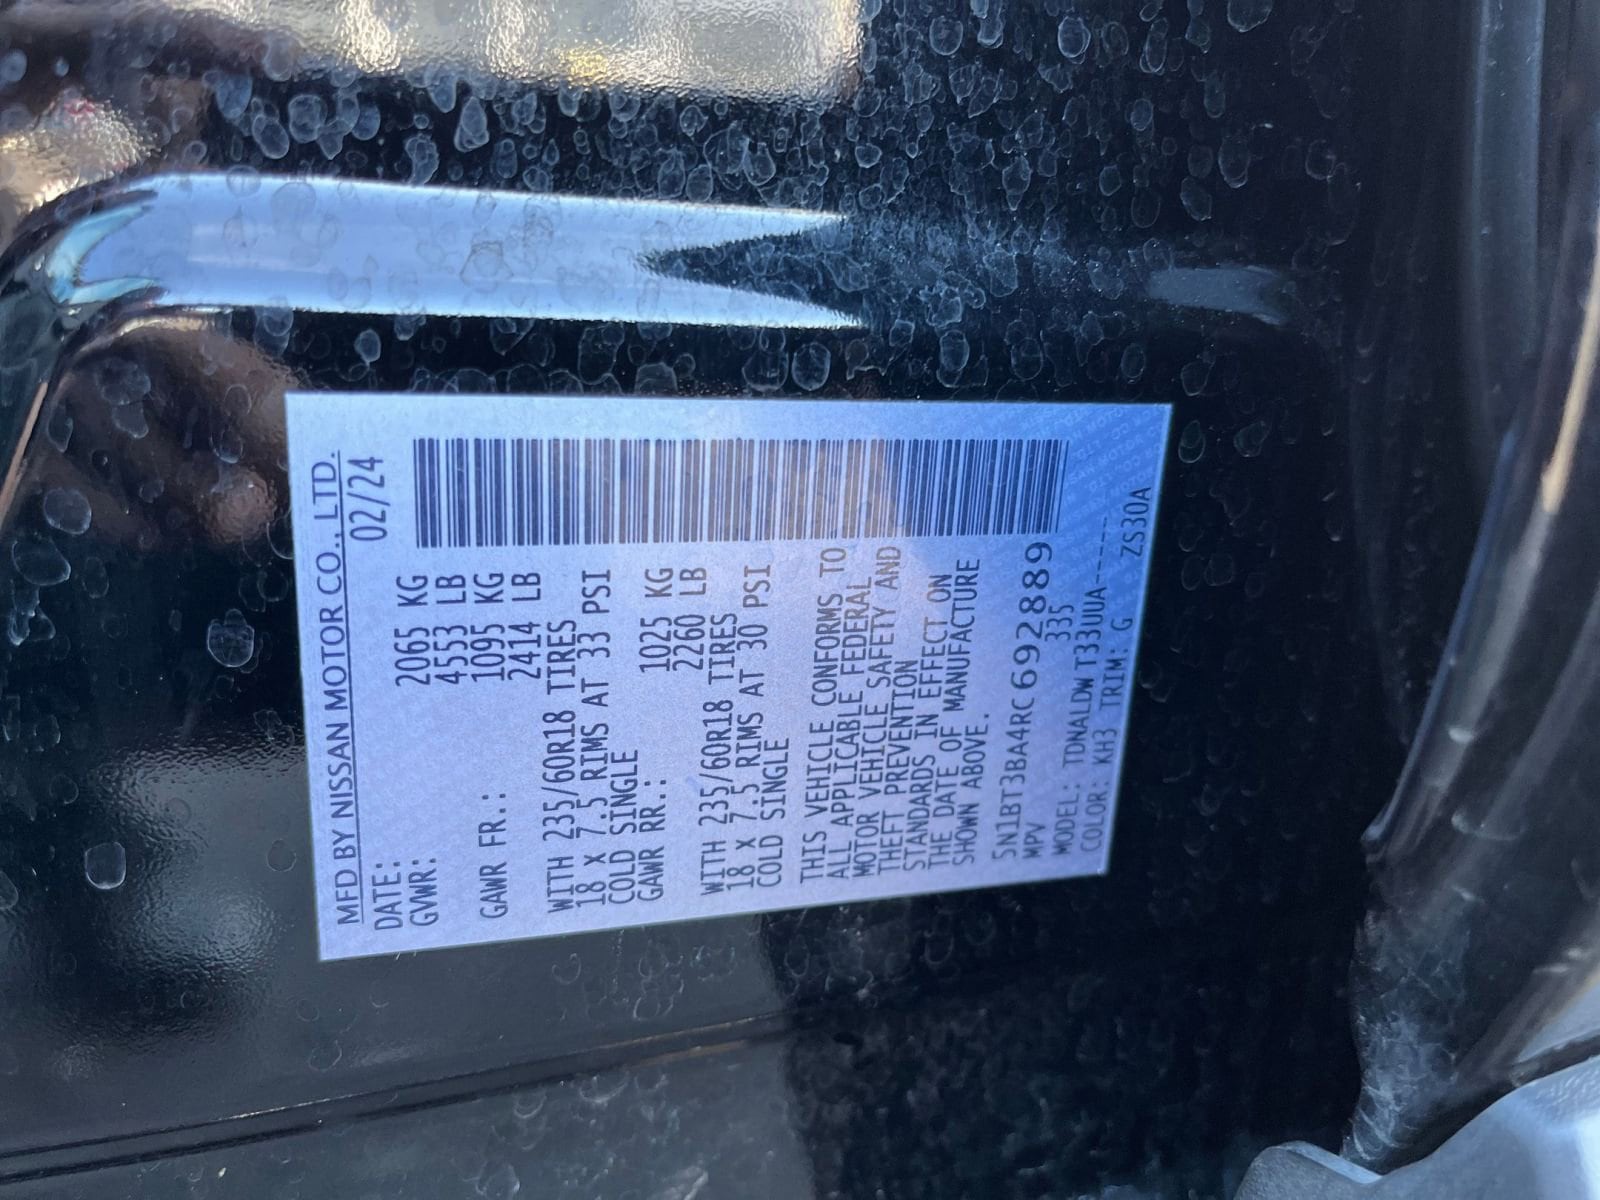 MFD BY NISSAN MOTOR CO., LTD.
DATE: 02/24
GVWR: 2065 KG
4553 LB
GAWR FR.: 1095 KG
2414 LB
WITH 235/60R18 TIRES
18 X 7.5 RIMS AT 33 PSI
COLD SINGLE
GAWR RR.: 1025 KG
2260 LB
WITH 235/60R18 TIRES
18 X 7.5 RIMS AT 30 PSI
COLD SINGLE
THIS VEHICLE CONFORMS TO
ALL APPLICABLE FEDERAL
MOTOR VEHICLE SAFETY AND
THEFT PREVENTION
STANDARDS IN EFFECT ON
THE DATE OF MANUFACTURE
SHOWN ABOVE.
5N1BT3BA4RC692889
MPV 335
MODEL: TDNALDW T33UUA-----
COLOR: KH3 TRIM: G ZS30A